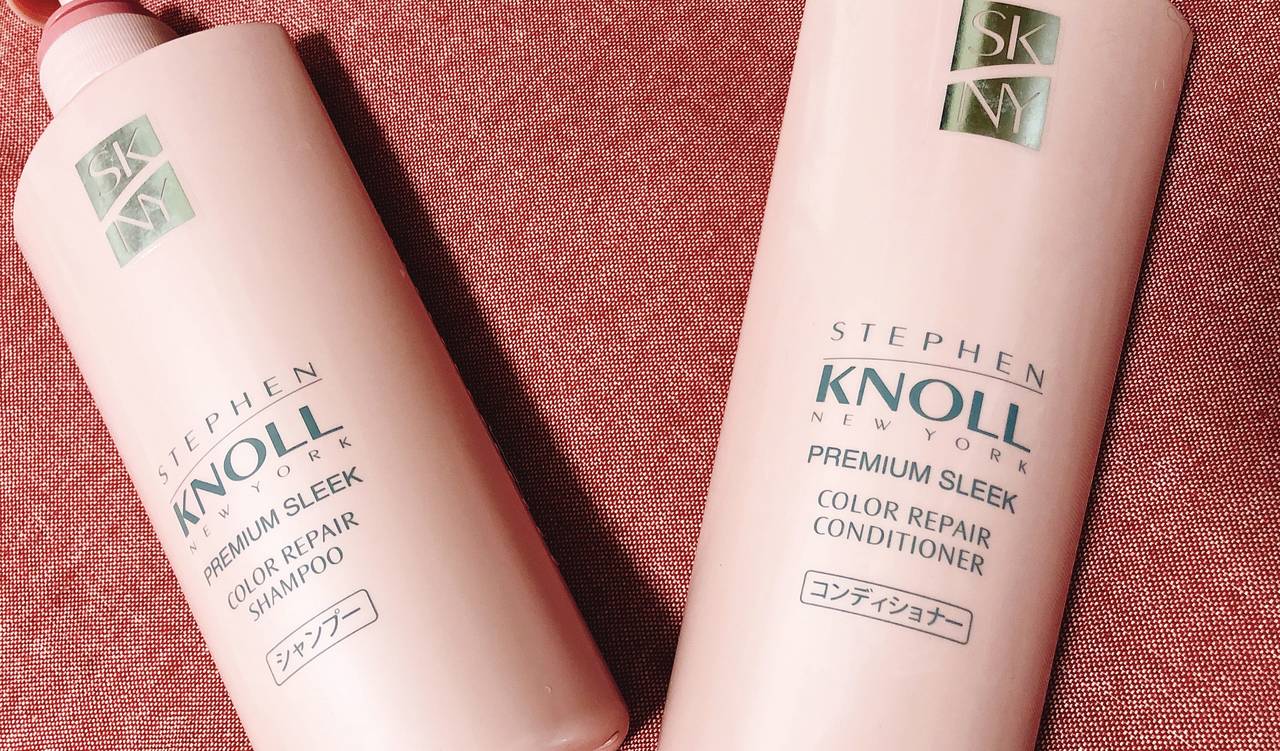 SK
NY
STEPHEN
KNOLL
NEW YORK
PREMIUM SLEEK
COLOR REPAIR
SHAMPOO
シャンプー
SK
NY
STEPHEN
KNOLL
NEW YORK
PREMIUM SLEEK
COLOR REPAIR
CONDITIONER
コンディショナー